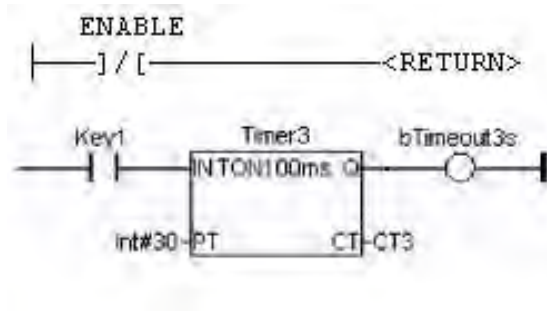 ENABLE
]/[ <RETURN>
Key1 Timer3 bTimeout3s
IN TON100ms Q
Int#30 PT CT CT3